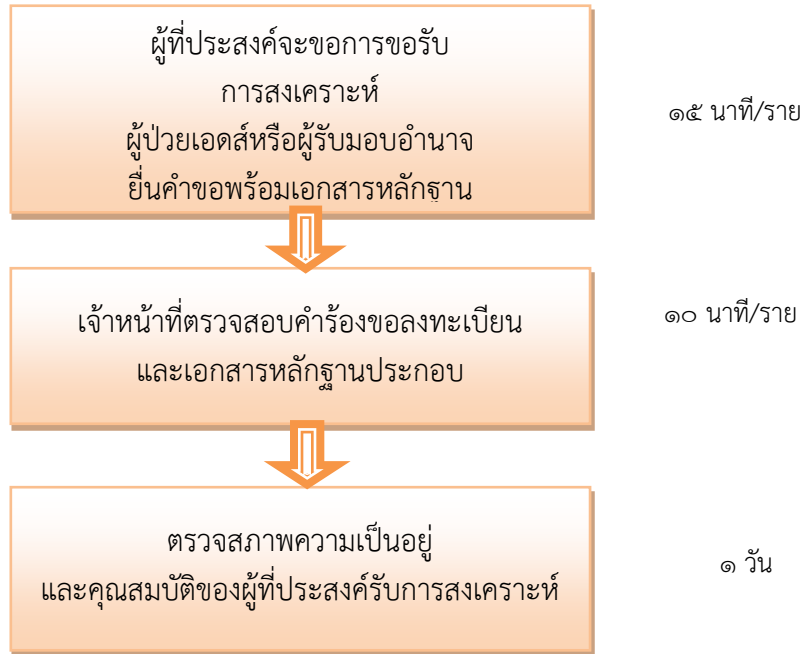 ผู้ที่ประสงค์จะขอการขอรับ
การสงเคราะห์
ผู้ป่วยเอดส์หรือผู้รับมอบอำนาจ
ยื่นคำขอพร้อมเอกสารหลักฐาน
๑๕ นาที/ราย
เจ้าหน้าที่ตรวจสอบคำร้องขอลงทะเบียน
และเอกสารหลักฐานประกอบ
๑๐ นาที/ราย
ตรวจสภาพความเป็นอยู่
และคุณสมบัติของผู้ที่ประสงค์รับการสงเคราะห์
๑ วัน